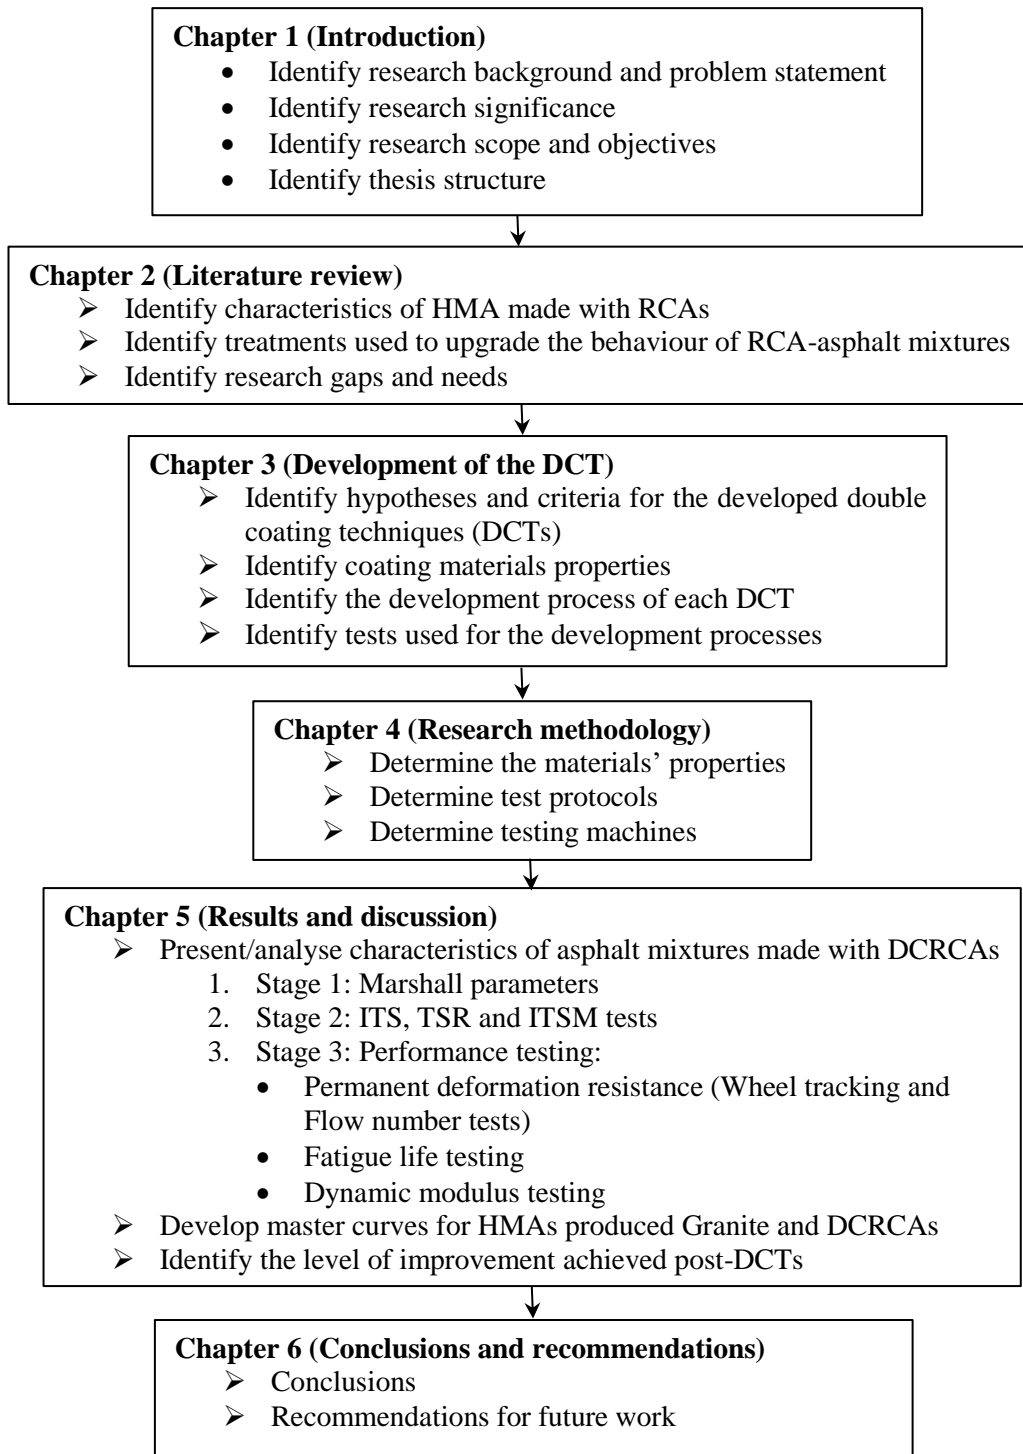 Chapter 1 (Introduction)
• Identify research background and problem statement
• Identify research significance
• Identify research scope and objectives
• Identify thesis structure
Chapter 2 (Literature review)
➢ Identify characteristics of HMA made with RCAs
➢ Identify treatments used to upgrade the behaviour of RCA-asphalt mixtures
➢ Identify research gaps and needs
Chapter 3 (Development of the DCT)
➢ Identify hypotheses and criteria for the developed double
coating techniques (DCTs)
➢ Identify coating materials properties
➢ Identify the development process of each DCT
➢ Identify tests used for the development processes
Chapter 4 (Research methodology)
➢ Determine the materials’ properties
➢ Determine test protocols
➢ Determine testing machines
Chapter 5 (Results and discussion)
➢ Present/analyse characteristics of asphalt mixtures made with DCRCAs
1. Stage 1: Marshall parameters
2. Stage 2: ITS, TSR and ITSM tests
3. Stage 3: Performance testing:
• Permanent deformation resistance (Wheel tracking and
Flow number tests)
• Fatigue life testing
• Dynamic modulus testing
➢ Develop master curves for HMAs produced Granite and DCRCAs
➢ Identify the level of improvement achieved post-DCTs
Chapter 6 (Conclusions and recommendations)
➢ Conclusions
➢ Recommendations for future work